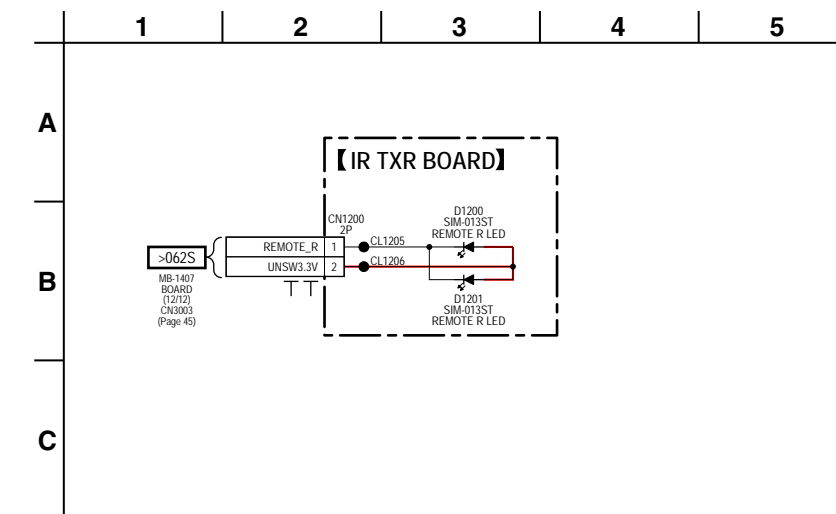 1 2 3 4 5
A
【IR TXR BOARD】
CN1200
2P
D1200
SIM-013ST
REMOTE R LED
REMOTE_R 1 CL1205
>062S
UNSW3.3V 2 CL1206
B
MB-1407
BOARD
(12/12)
CN3003
(Page 45)
D1201
SIM-013ST
REMOTE R LED
C